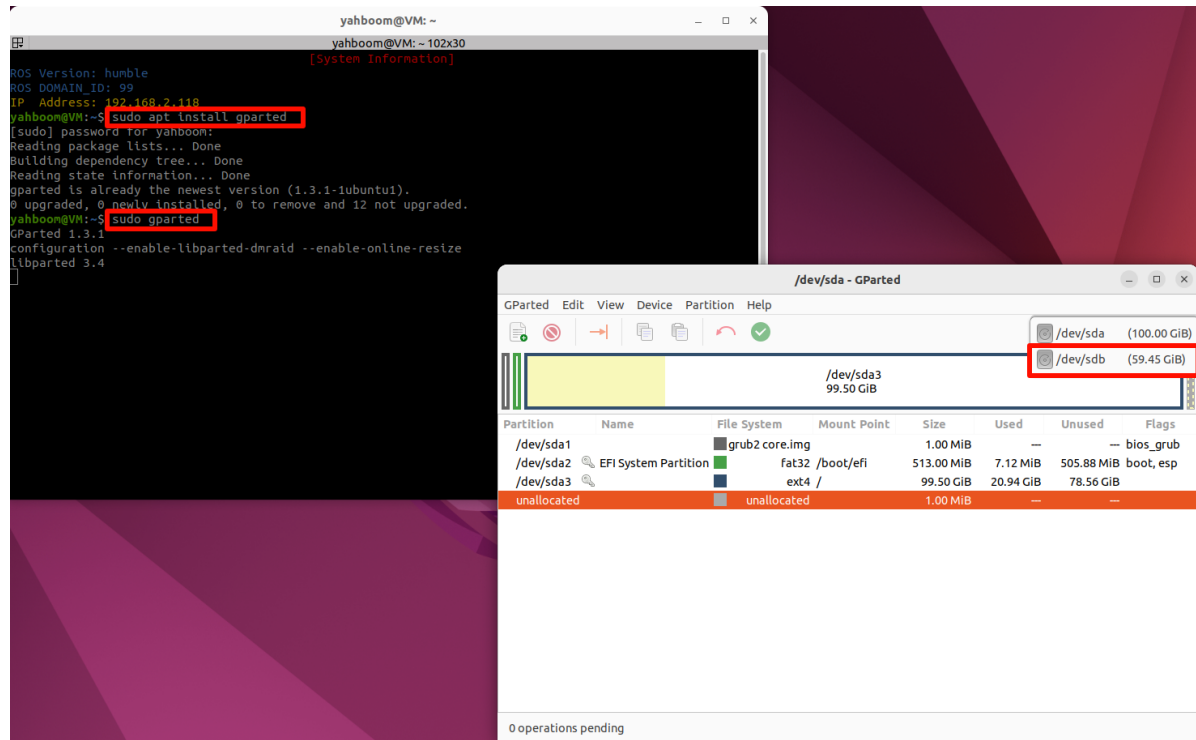 yahboom@VM: ~
yahboom@VM: ~ 102x30
[System Information]
ROS Version: humble
ROS DOMAIN_ID: 99
IP Address: 192.168.2.118
yahboom@VM:~$ sudo apt install gparted
[sudo] password for yahboom:
Reading package lists... Done
Building dependency tree... Done
Reading state information... Done
gparted is already the newest version (1.3.1-1ubuntu1).
0 upgraded, 0 newly installed, 0 to remove and 12 not upgraded.
yahboom@VM:~$ sudo gparted
GParted 1.3.1
configuration --enable-libparted-dmraid --enable-online-resize
libparted 3.4
/dev/sda - GParted
GParted Edit View Device Partition Help
/dev/sda (100.00 GiB)
/dev/sdb (59.45 GiB)
/dev/sda3
99.50 GiB
Partition Name File System Mount Point Size Used Unused Flags
/dev/sda1 grub2 core.img 1.00 MiB --- --- bios_grub
/dev/sda2 EFI System Partition fat32 /boot/efi 513.00 MiB 7.12 MiB 505.88 MiB boot, esp
/dev/sda3 ext4 / 99.50 GiB 20.94 GiB 78.56 GiB
unallocated unallocated 1.00 MiB --- ---
0 operations pending